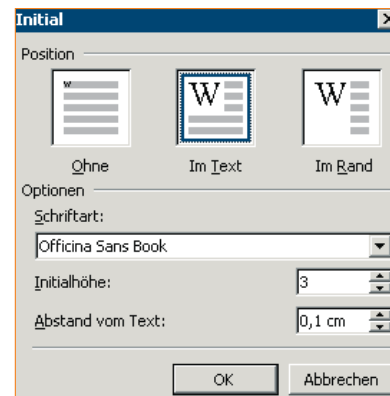 Initial
Position
W
W
W
Ohne
Im Text
Im Rand
Optionen
Schriftart:
Officina Sans Book
Initialhöhe:
3
Abstand vom Text:
0,1 cm
OK
Abbrechen